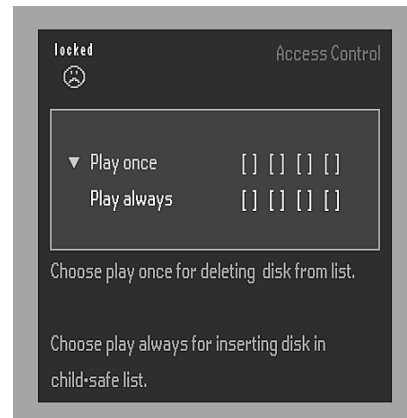 locked
Access Control
▼ Play once [ ] [ ] [ ] [ ]
Play always [ ] [ ] [ ] [ ]
Choose play once for deleting disk from list.
Choose play always for inserting disk in
child-safe list.